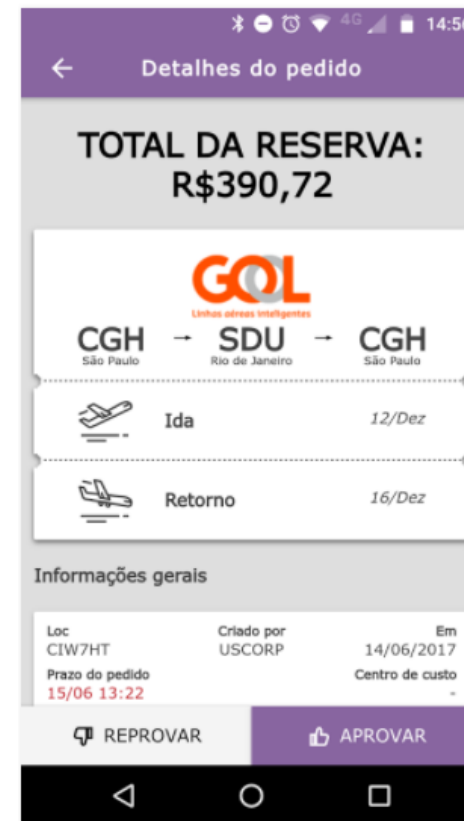 4G 14:56
Detalhes do pedido
TOTAL DA RESERVA:
R$390,72
GOL
Linhas aéreas inteligentes
CGH → SDU → CGH
São Paulo Rio de Janeiro São Paulo
Ida 12/Dez
Retorno 16/Dez
Informações gerais
Loc Criado por Em
CIW7HT USCORP 14/06/2017
Prazo do pedido Centro de custo
15/06 13:22 -
REPROVAR APROVAR